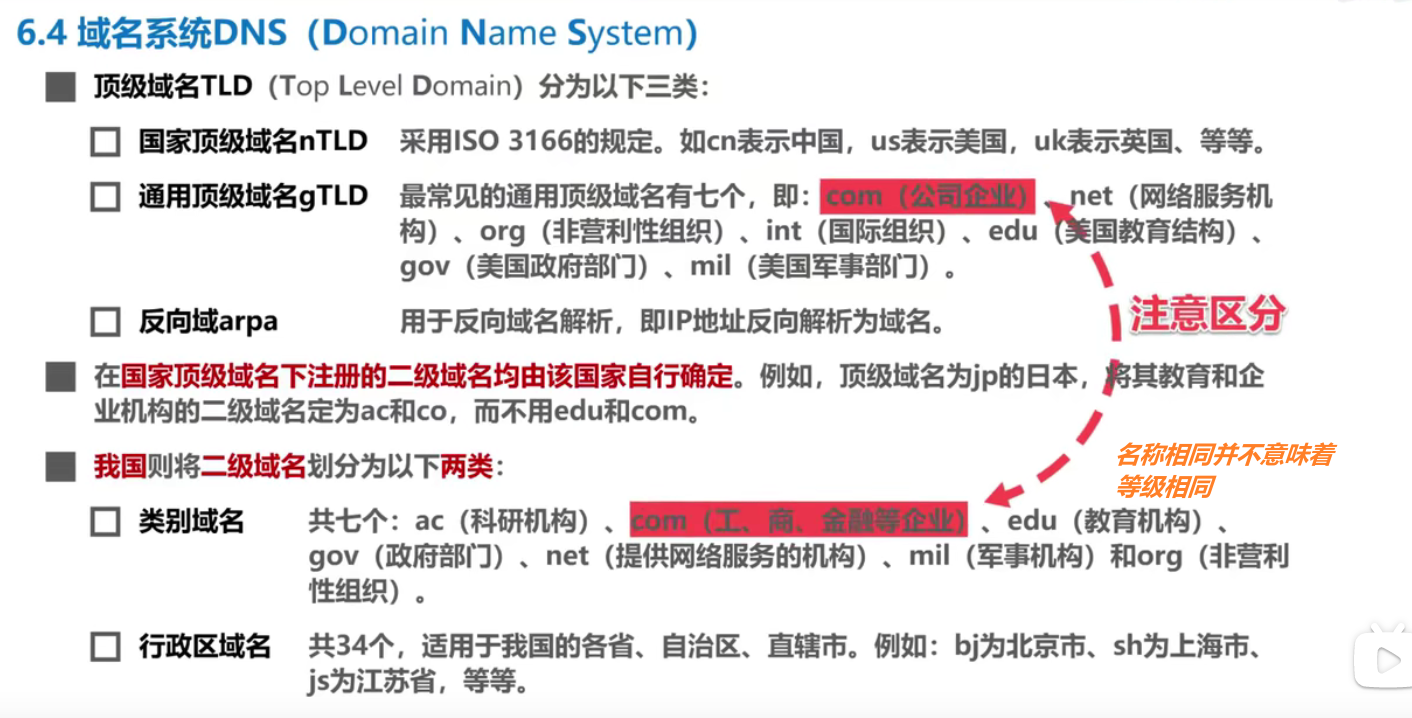 6.4 域名系统DNS（Domain Name System）
顶级域名TLD（Top Level Domain）分为以下三类：
国家顶级域名nTLD 采用ISO 3166的规定。如cn表示中国，us表示美国，uk表示英国、等等。
通用顶级域名gTLD 最常见的通用顶级域名有七个，即：com（公司企业）、net（网络服务机
构）、org（非营利性组织）、int（国际组织）、edu（美国教育结构）、
gov（美国政府部门）、mil（美国军事部门）。
注意区分
反向域arpa 用于反向域名解析，即IP地址反向解析为域名。
在国家顶级域名下注册的二级域名均由该国家自行确定。例如，顶级域名为jp的日本，将其教育和企
业机构的二级域名定为ac和co，而不用edu和com。
名称相同并不意味着
等级相同
我国则将二级域名划分为以下两类：
类别域名 共七个：ac（科研机构）、com（工、商、金融等企业）、edu（教育机构）、
gov（政府部门）、net（提供网络服务的机构）、mil（军事机构）和org（非营利
性组织）。
行政区域名 共34个，适用于我国的各省、自治区、直辖市。例如：bj为北京市、sh为上海市、
js为江苏省，等等。